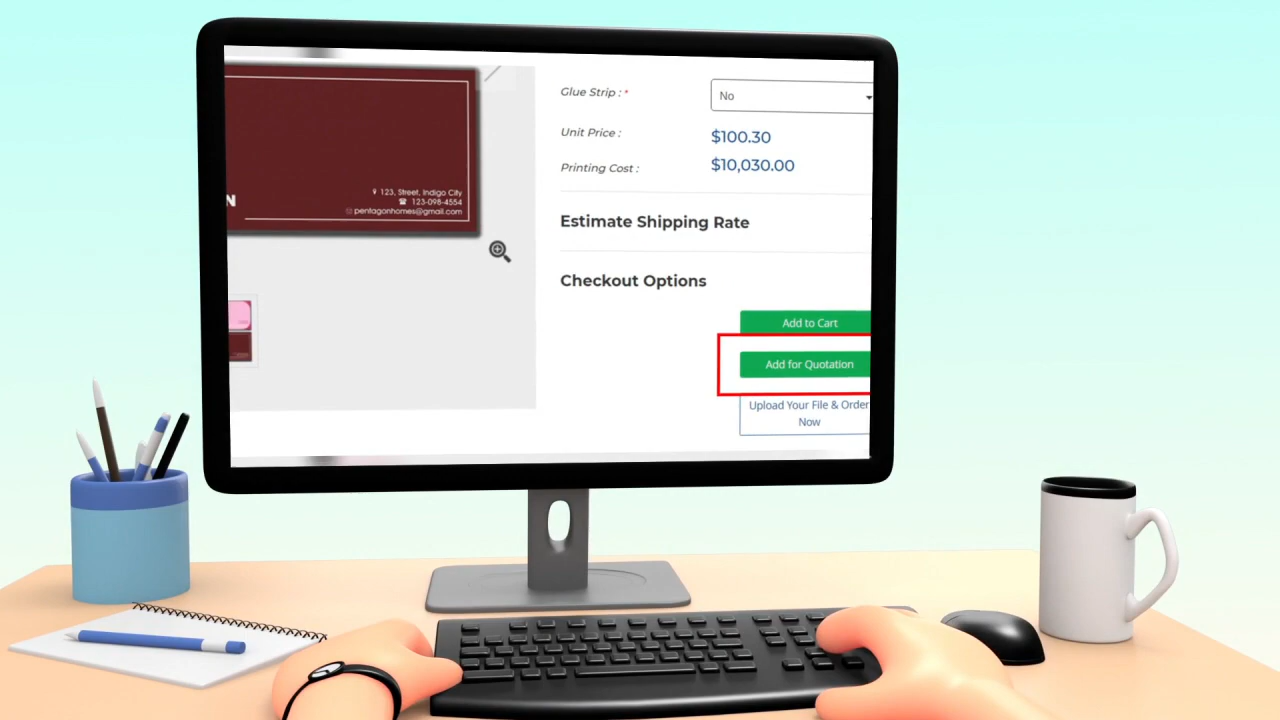 Glue Strip : *
No
Unit Price :
$100.30
Printing Cost :
$10,030.00
N
123, Street, Indigo City
123-098-4554
pentagonhomes@gmail.com
Estimate Shipping Rate
Checkout Options
Add to Cart
Add for Quotation
Upload Your File & Order
Now